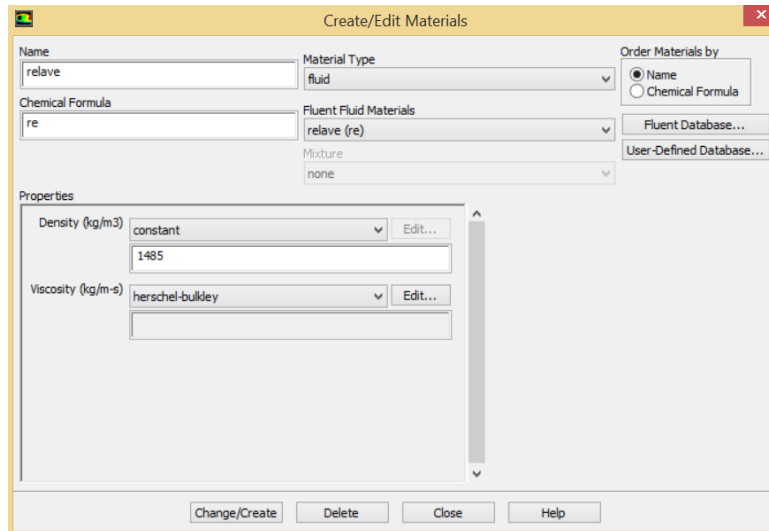 Create/Edit Materials
Name
relave
Chemical Formula
re
Material Type
fluid
Fluent Fluid Materials
relave (re)
Mixture
none
Order Materials by
Name
Chemical Formula
Fluent Database...
User-Defined Database...
Properties
Density (kg/m3) constant Edit...
1485
Viscosity (kg/m-s) herschel-bulkley Edit...
Change/Create Delete Close Help